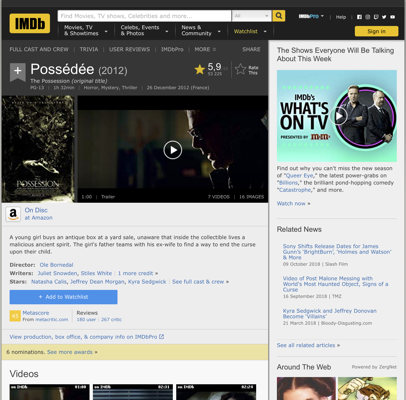 IMDb
Find Movies, TV shows, Celebrities and more...
All
IMDbPro
Help
Movies, TV & Showtimes
Celebs, Events & Photos
News & Community
Watchlist
Sign in
FULL CAST AND CREW | TRIVIA | USER REVIEWS | IMDbPro | MORE
SHARE
Possédée (2012)
The Possession (original title)
PG-13 | 1h 32min | Horror, Mystery, Thriller | 26 December 2012 (France)
5,9
Rate This
POSSESSION
1:00 | Trailer
7 VIDEOS | 16 IMAGES
On Disc
at Amazon
A young girl buys an antique box at a yard sale, unaware that inside the collectible lives a
malicious ancient spirit. The girl's father teams with his ex-wife to find a way to end the curse
upon their child.
Director: Ole Bornedal
Writers: Juliet Snowden, Stiles White | 1 more credit »
Stars: Natasha Calis, Jeffrey Dean Morgan, Kyra Sedgwick | See full cast & crew »
+ Add to Watchlist
Metascore
From metacritic.com
Reviews
180 user | 267 critic
View production, box office, & company info on IMDbPro
6 nominations. See more awards »
Videos
The Shows Everyone Will Be Talking
About This Week
IMDb's
WHAT'S
ON TV
PRESENTED BY
Find out why you can't miss the new season
of "Queer Eye," the latest power-grabs on
"Billions," the brilliant pond-hopping comedy
"Catastrophe," and more.
Watch now »
Related News
Sony Shifts Release Dates for James
Gunn's 'BrightBurn', 'Holmes and Watson'
& More
09 October 2018 | Slash Film
Video of Post Malone Messing with
World's Most Haunted Object, Signs of a
Curse
16 September 2018 | TMZ
Kyra Sedgwick and Jeffrey Donovan
Become 'Villains'
21 March 2018 | Bloody-Disgusting.com
See all related articles »
Around The Web
Powered by ZergNet